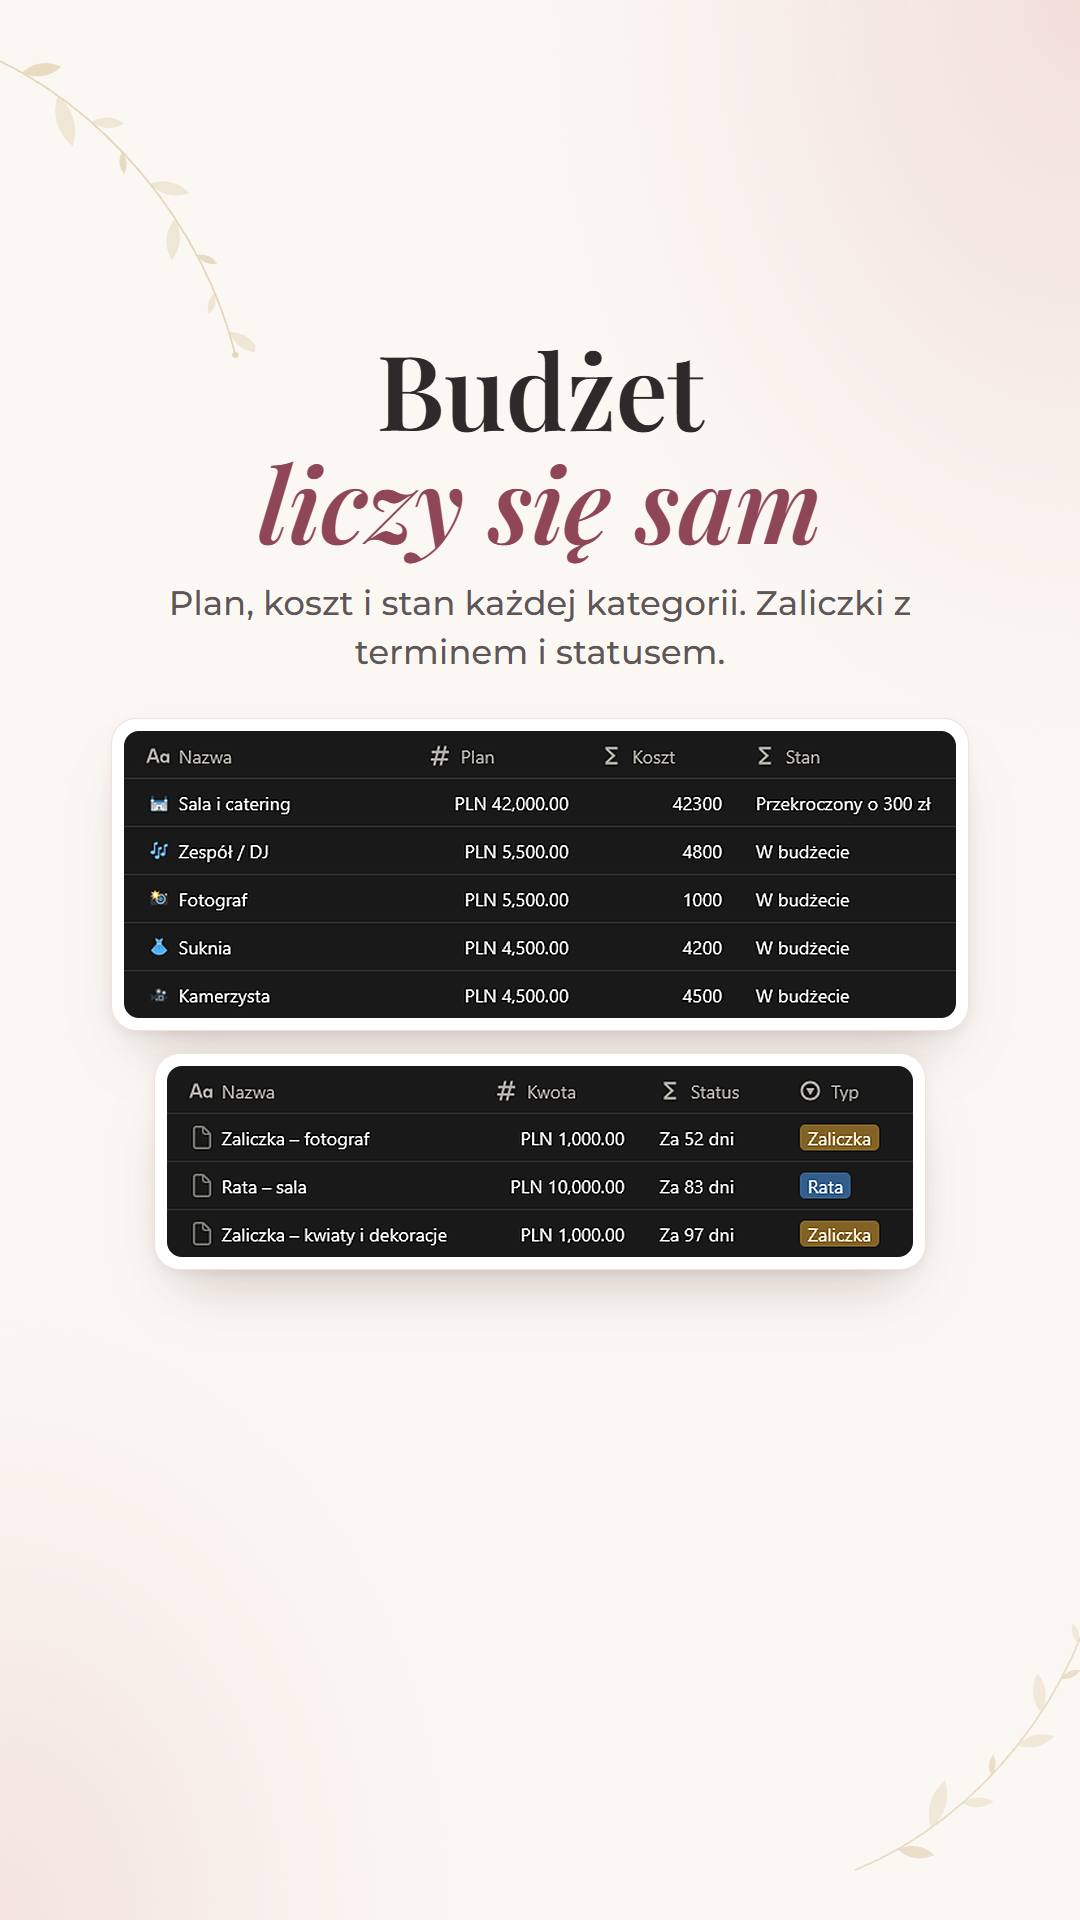 Budżet
liczy się sam
Plan, koszt i stan każdej kategorii. Zaliczki z
terminem i statusem.
Aa Nazwa # Plan Σ Koszt Σ Stan
Sala i catering PLN 42,000.00 42300 Przekroczony o 300 zł
Zespół / DJ PLN 5,500.00 4800 W budżecie
Fotograf PLN 5,500.00 1000 W budżecie
Suknia PLN 4,500.00 4200 W budżecie
Kamerzysta PLN 4,500.00 4500 W budżecie
Aa Nazwa # Kwota Σ Status Typ
Zaliczka – fotograf PLN 1,000.00 Za 52 dni Zaliczka
Rata – sala PLN 10,000.00 Za 83 dni Rata
Zaliczka – kwiaty i dekoracje PLN 1,000.00 Za 97 dni Zaliczka